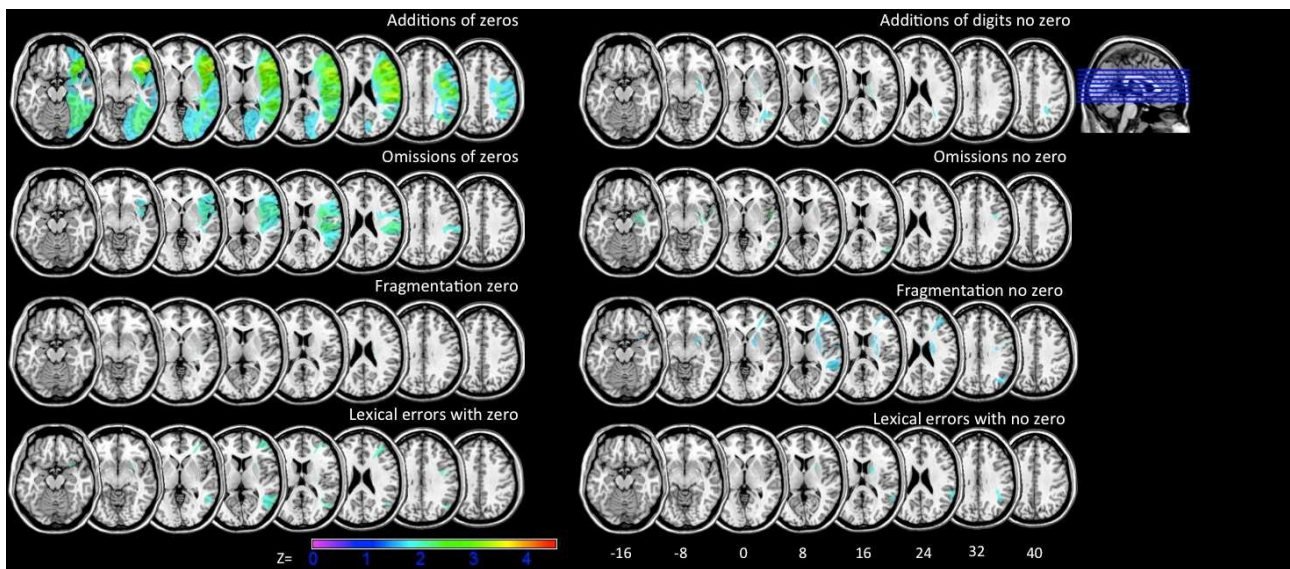 Additions of zeros
Additions of digits no zero
Omissions of zeros
Omissions no zero
Fragmentation zero
Fragmentation no zero
Lexical errors with zero
Lexical errors with no zero
Z= 0 1 2 3 4
-16 -8 0 8 16 24 32 40